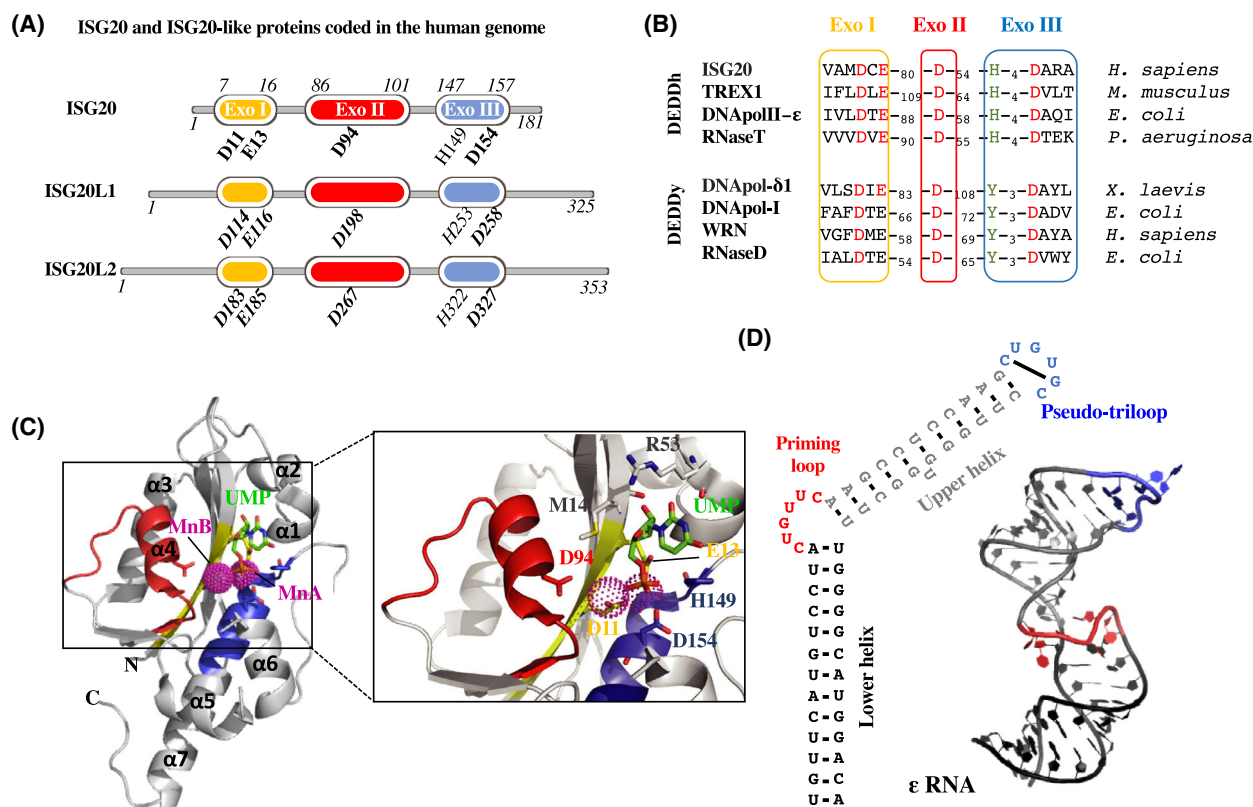 (A)
ISG20 and ISG20-like proteins coded in the human genome
7 16 86 101 147 157
ISG20
Exo I Exo II Exo III
1 181
D11 E13 D94 H149 D154
ISG20L1
1 325
D114 E116 D198 H253 D258
ISG20L2
1 353
D183 E185 D267 H322 D327
(B)
Exo I Exo II Exo III
DEDDh
ISG20 VAMDCE–80 –D–54 –H–4–DARA H. sapiens
TREX1 IFLDLE–109 –D–64 –H–4–DVLT M. musculus
DNApolII–ε IVLDTE–88 –D–58 –H–4–DAQI E. coli
RNaseT VVVDVE–90 –D–55 –H–4–DTEK P. aeruginosa
DEDDy
DNApol-δ1 VLSDIE–83 –D–108–Y–3–DAYL X. laevis
DNApol-I FAFDTE–66 –D–72 –Y–3–DADV E. coli
WRN VGFDME–58 –D–69 –Y–3–DAYA H. sapiens
RNaseD IALDTE–54 –D–65 –Y–3–DVWY E. coli
(C)
α3
α2
UMP
α1
MnB
α4
MnA
N
α6
C
α5
α7
R53
M14
UMP
D94
E13
H149
D11
D154
(D)
C U G U G C
Pseudo-triloop
Upper helix
Priming loop
C U G U U C
Lower helix
A U
U G
C G
C G
U G
G C
U A
A U
C G
U G
U A
G C
U A
ε RNA